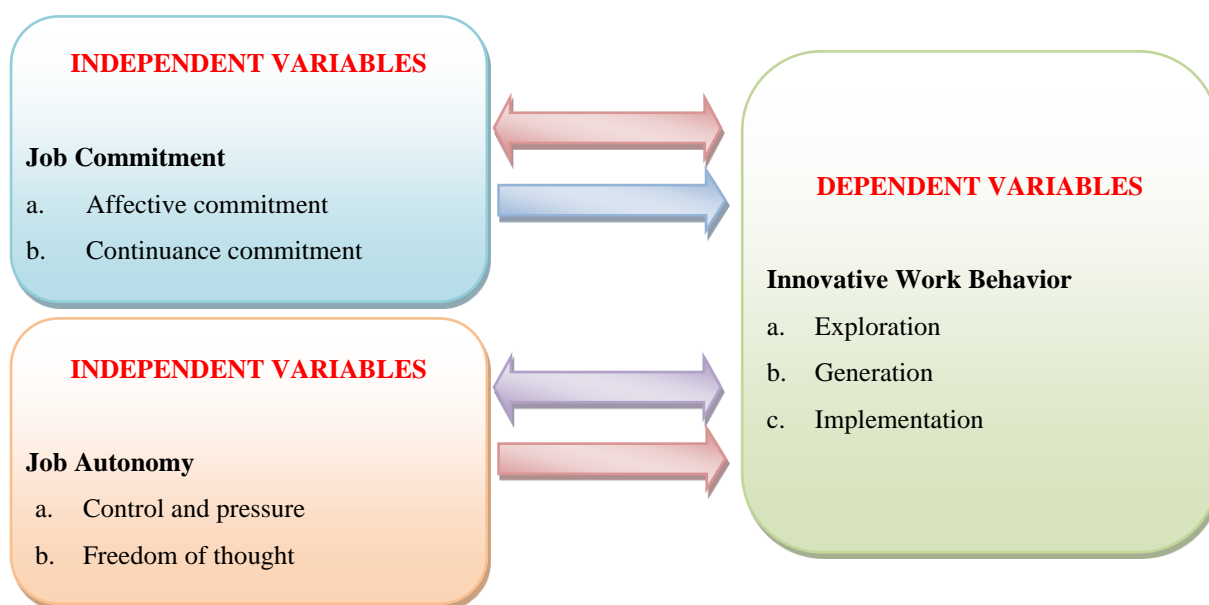 INDEPENDENT VARIABLES
Job Commitment
a. Affective commitment
b. Continuance commitment
INDEPENDENT VARIABLES
Job Autonomy
a. Control and pressure
b. Freedom of thought
DEPENDENT VARIABLES
Innovative Work Behavior
a. Exploration
b. Generation
c. Implementation